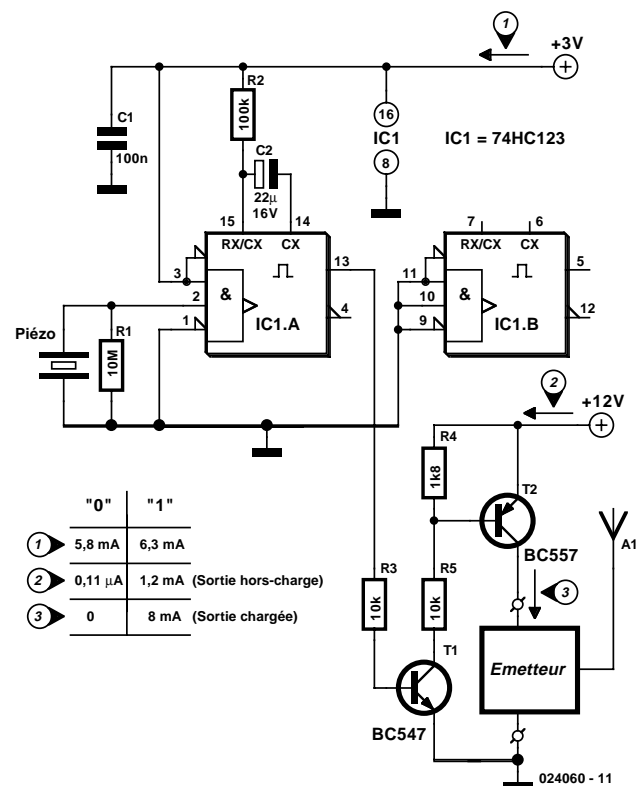 1
+3V
R2
100k
C1
100n
16
IC1
8
IC1 = 74HC123
C2
22μ
16V
15
14
RX/CX
CX
13
3
&
2
1
4
IC1.A
7
6
RX/CX
CX
5
11
&
10
9
12
IC1.B
Piézo
R1
10M
2
+12V
R4
1k8
T2
BC557
A1
"0" "1"
1 5,8 mA 6,3 mA
2 0,11 μA 1,2 mA (Sortie hors-charge)
3 0 8 mA (Sortie chargée)
R3
10k
R5
10k
3
T1
BC547
Emetteur
024060 - 11